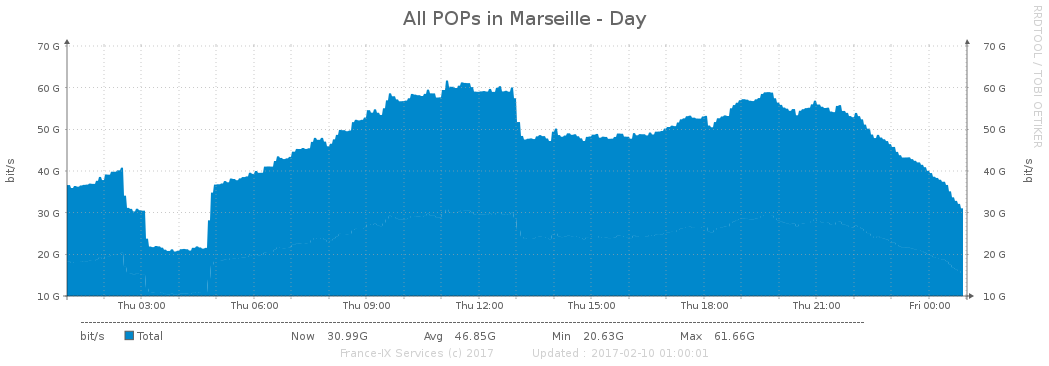 All POPs in Marseille - Day
RRDTOOL / TOBI OETIKER
70 G 70 G
60 G 60 G
50 G 50 G
40 G 40 G
30 G 30 G
20 G 20 G
10 G 10 G
bit/s
bit/s
Thu 03:00 Thu 06:00 Thu 09:00 Thu 12:00 Thu 15:00 Thu 18:00 Thu 21:00 Fri 00:00
bit/s Total Now 30.99G Avg 46.85G Min 20.63G Max 61.66G
France-IX Services (c) 2017 Updated : 2017-02-10 01:00:01